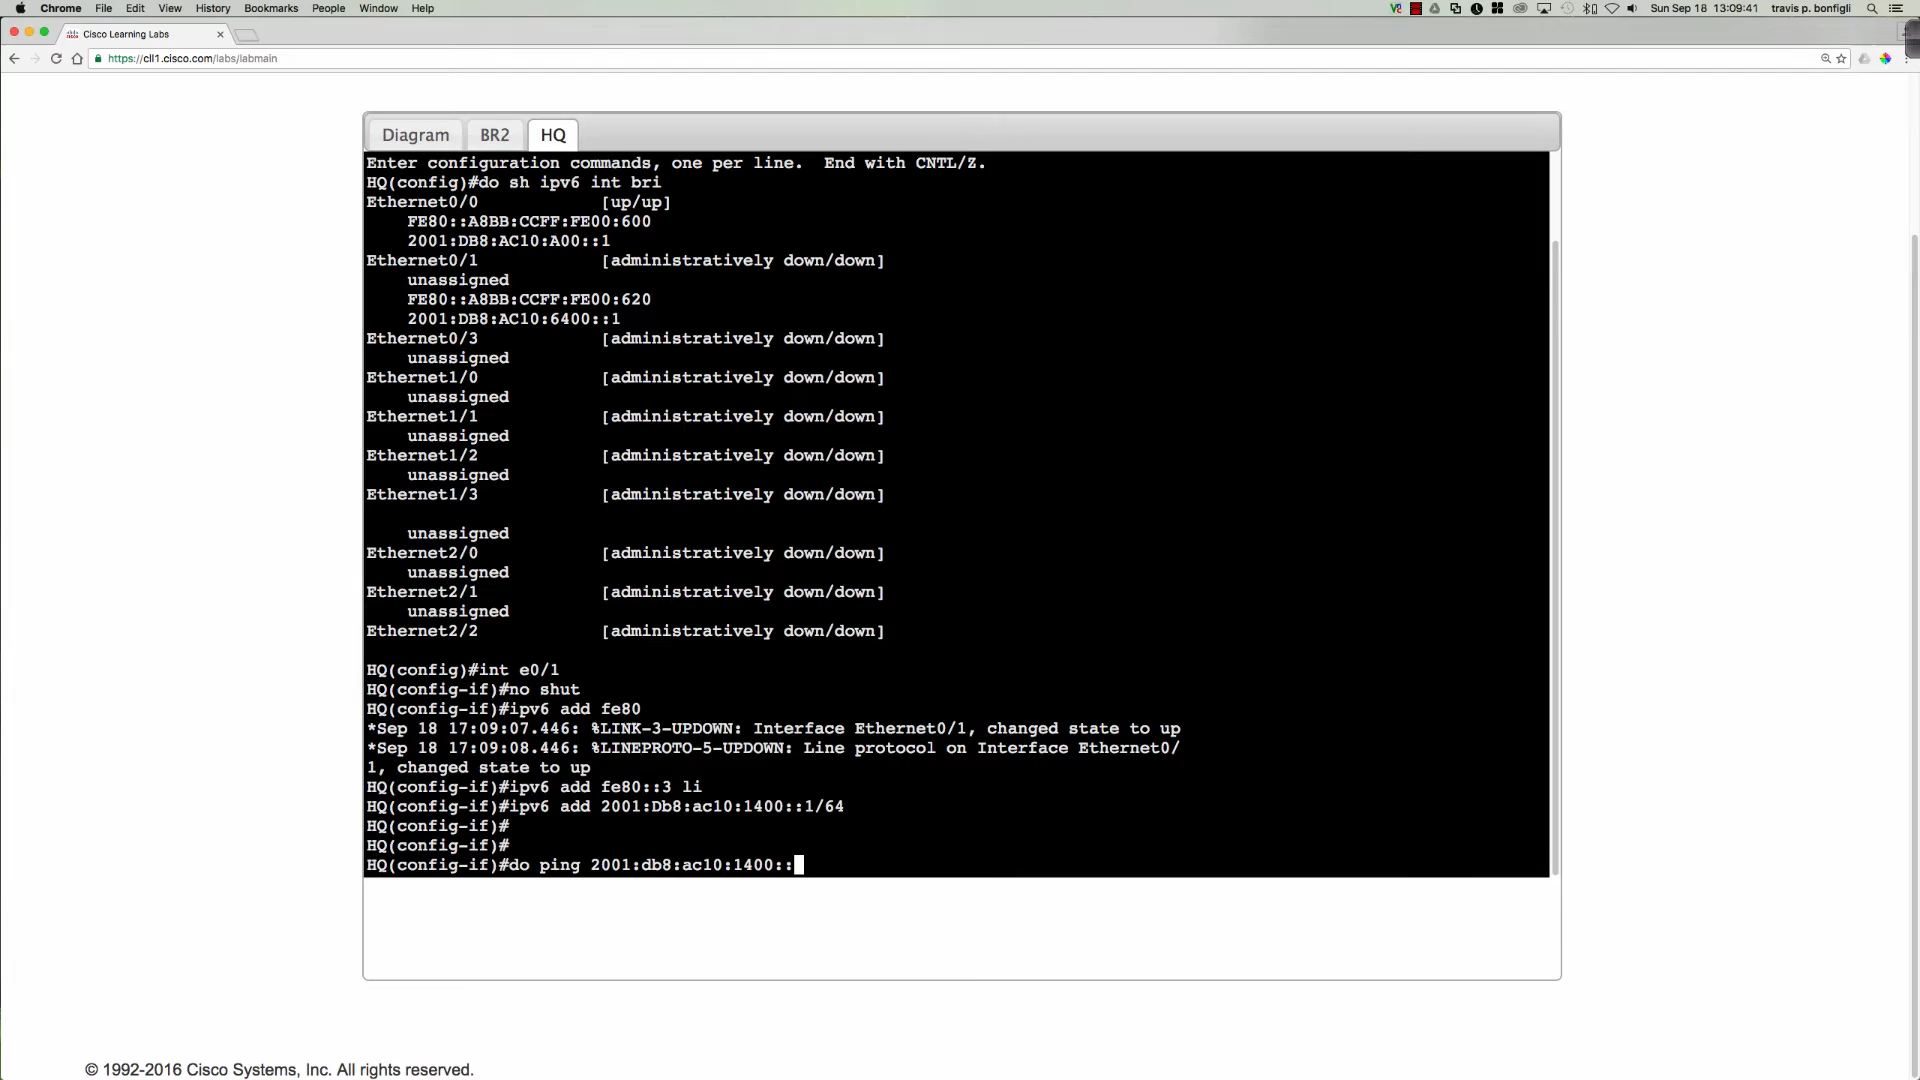 Chrome File Edit View History Bookmarks People Window Help Sun Sep 18 13:09:41 travis p. bonfigli
Cisco Learning Labs
https://cll1.cisco.com/labs/labmain
Diagram BR2 HQ
Enter configuration commands, one per line. End with CNTL/Z.
HQ(config)#do sh ipv6 int bri
Ethernet0/0 [up/up]
FE80::A8BB:CCFF:FE00:600
2001:DB8:AC10:A00::1
Ethernet0/1 [administratively down/down]
unassigned
FE80::A8BB:CCFF:FE00:620
2001:DB8:AC10:6400::1
Ethernet0/3 [administratively down/down]
unassigned
Ethernet1/0 [administratively down/down]
unassigned
Ethernet1/1 [administratively down/down]
unassigned
Ethernet1/2 [administratively down/down]
unassigned
Ethernet1/3 [administratively down/down]
unassigned
Ethernet2/0 [administratively down/down]
unassigned
Ethernet2/1 [administratively down/down]
unassigned
Ethernet2/2 [administratively down/down]
HQ(config)#int e0/1
HQ(config-if)#no shut
HQ(config-if)#ipv6 add fe80
*Sep 18 17:09:07.446: %LINK-3-UPDOWN: Interface Ethernet0/1, changed state to up
*Sep 18 17:09:08.446: %LINEPROTO-5-UPDOWN: Line protocol on Interface Ethernet0/
1, changed state to up
HQ(config-if)#ipv6 add fe80::3 li
HQ(config-if)#ipv6 add 2001:Db8:ac10:1400::1/64
HQ(config-if)#
HQ(config-if)#
HQ(config-if)#do ping 2001:db8:ac10:1400::
© 1992-2016 Cisco Systems, Inc. All rights reserved.